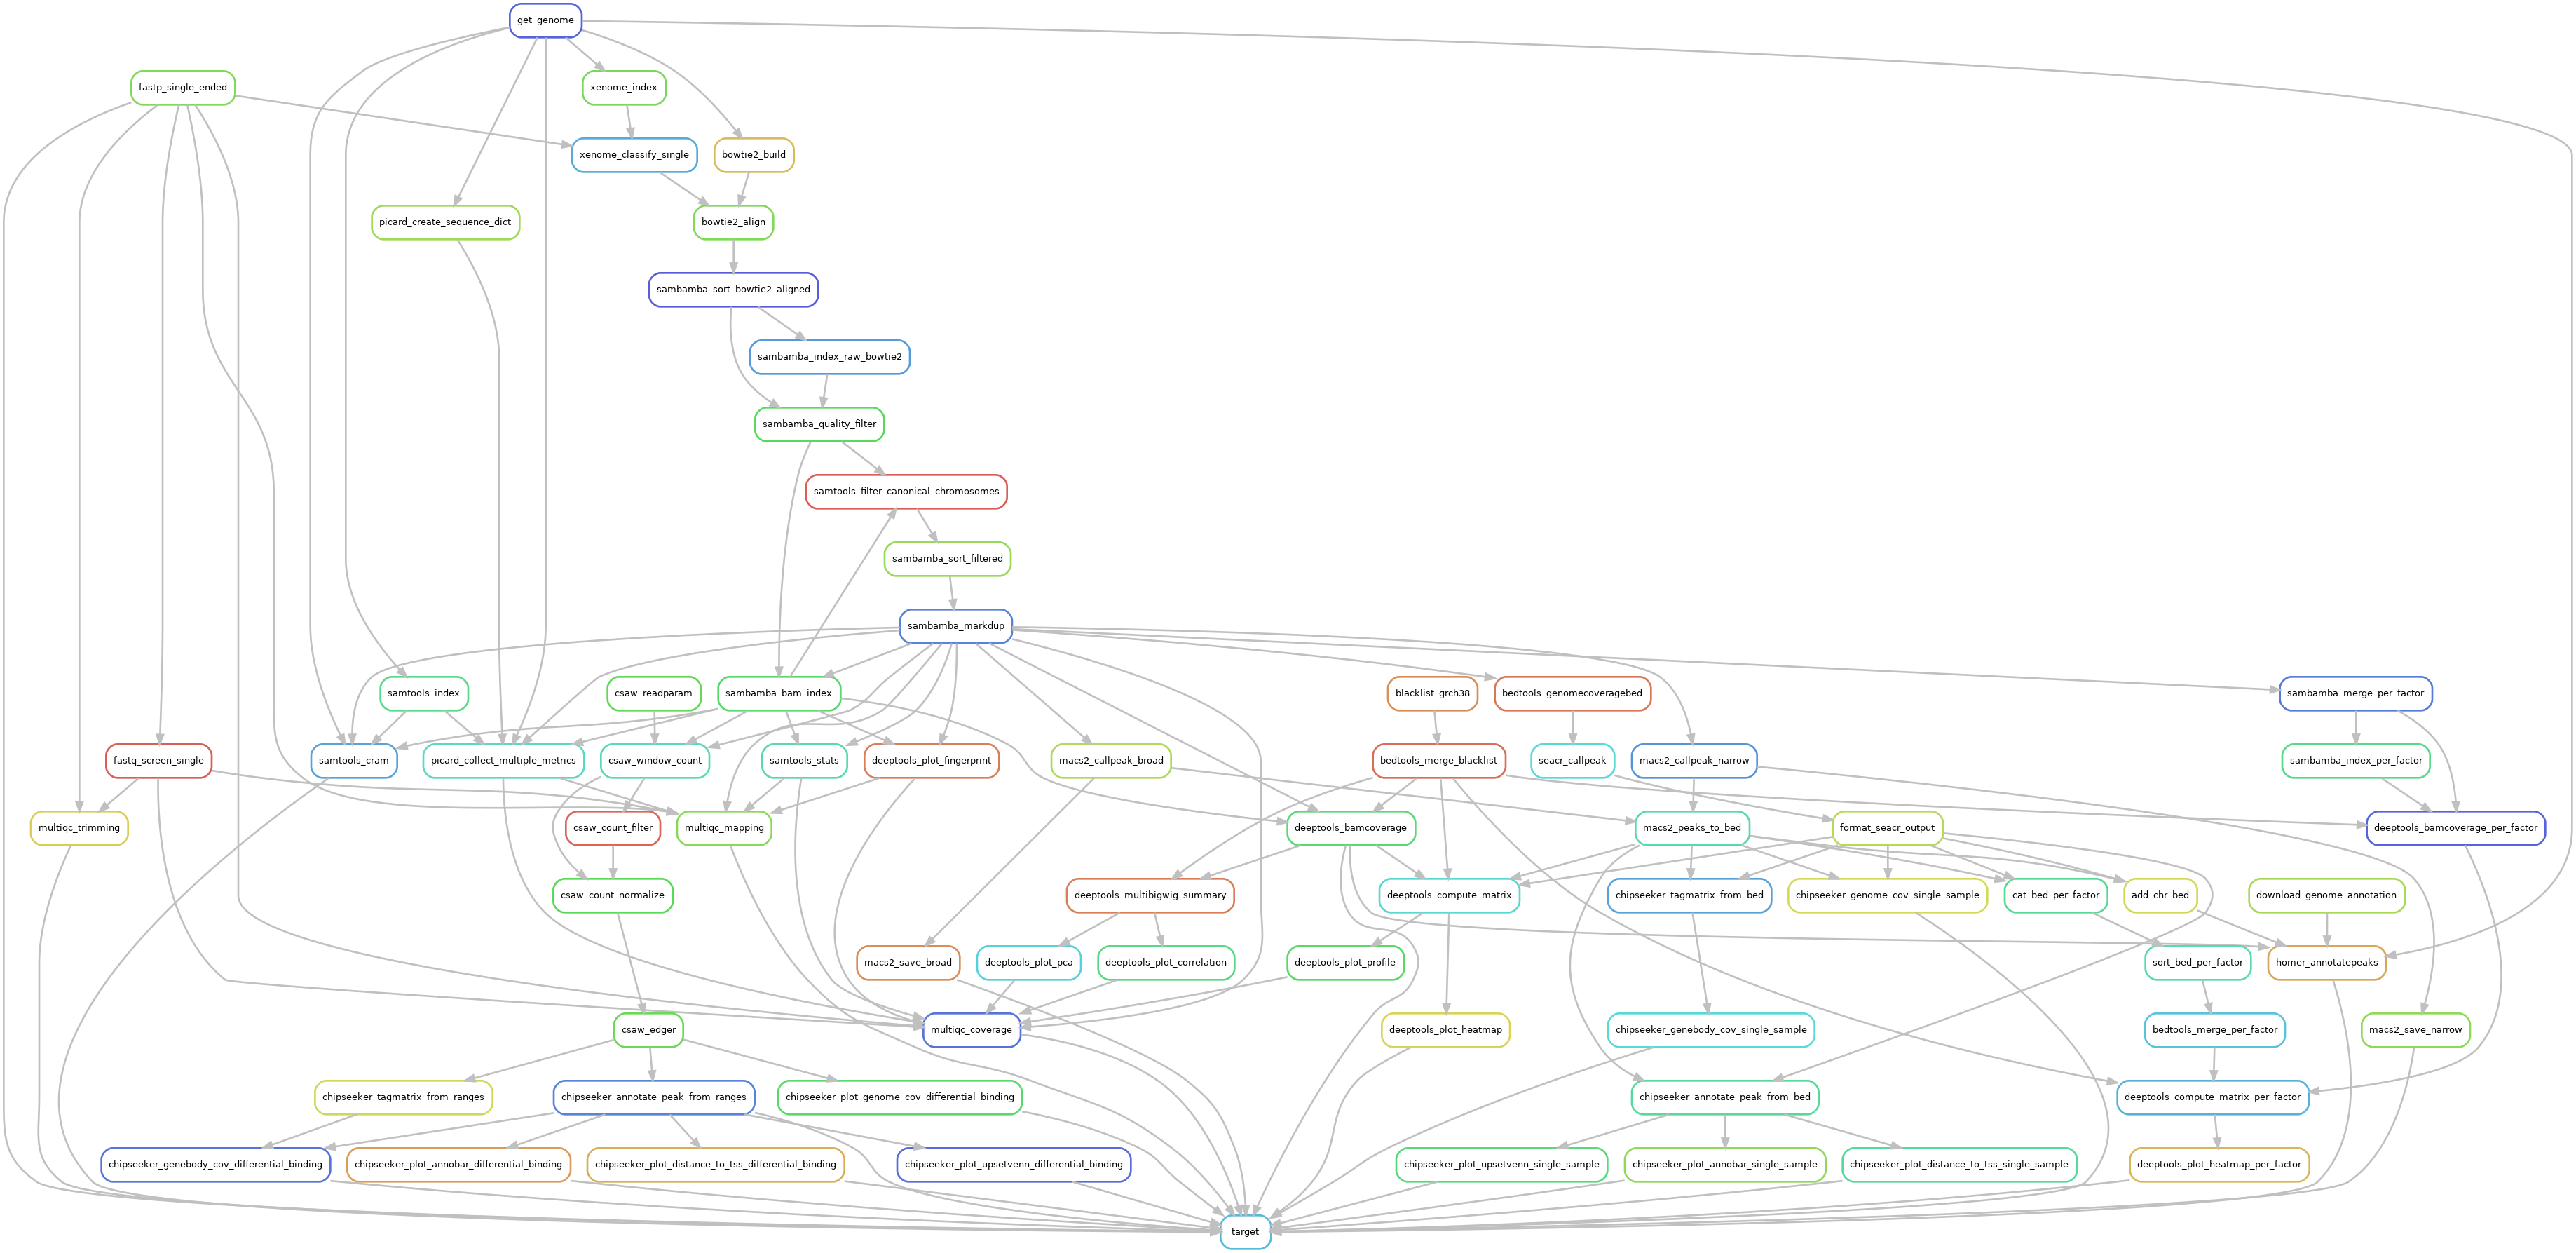 get_genome
fastp_single_ended
xenome_index
xenome_classify_single
bowtie2_build
picard_create_sequence_dict
bowtie2_align
sambamba_sort_bowtie2_aligned
sambamba_index_raw_bowtie2
sambamba_quality_filter
samtools_filter_canonical_chromosomes
sambamba_sort_filtered
sambamba_markdup
samtools_index
csaw_readparam
sambamba_bam_index
blacklist_grch38
bedtools_genomecoveragebed
sambamba_merge_per_factor
fastq_screen_single
samtools_cram
picard_collect_multiple_metrics
csaw_window_count
samtools_stats
deeptools_plot_fingerprint
macs2_callpeak_broad
bedtools_merge_blacklist
seacr_callpeak
macs2_callpeak_narrow
sambamba_index_per_factor
multiqc_trimming
csaw_count_filter
multiqc_mapping
deeptools_bamcoverage
macs2_peaks_to_bed
format_seacr_output
deeptools_bamcoverage_per_factor
csaw_count_normalize
deeptools_multibigwig_summary
deeptools_compute_matrix
chipseeker_tagmatrix_from_bed
chipseeker_genome_cov_single_sample
cat_bed_per_factor
add_chr_bed
download_genome_annotation
macs2_save_broad
deeptools_plot_pca
deeptools_plot_correlation
deeptools_plot_profile
sort_bed_per_factor
homer_annotatepeaks
csaw_edger
multiqc_coverage
deeptools_plot_heatmap
chipseeker_genebody_cov_single_sample
bedtools_merge_per_factor
macs2_save_narrow
chipseeker_tagmatrix_from_ranges
chipseeker_annotate_peak_from_ranges
chipseeker_plot_genome_cov_differential_binding
chipseeker_annotate_peak_from_bed
deeptools_compute_matrix_per_factor
chipseeker_genebody_cov_differential_binding
chipseeker_plot_annobar_differential_binding
chipseeker_plot_distance_to_tss_differential_binding
chipseeker_plot_upsetvenn_differential_binding
chipseeker_plot_upsetvenn_single_sample
chipseeker_plot_annobar_single_sample
chipseeker_plot_distance_to_tss_single_sample
deeptools_plot_heatmap_per_factor
target